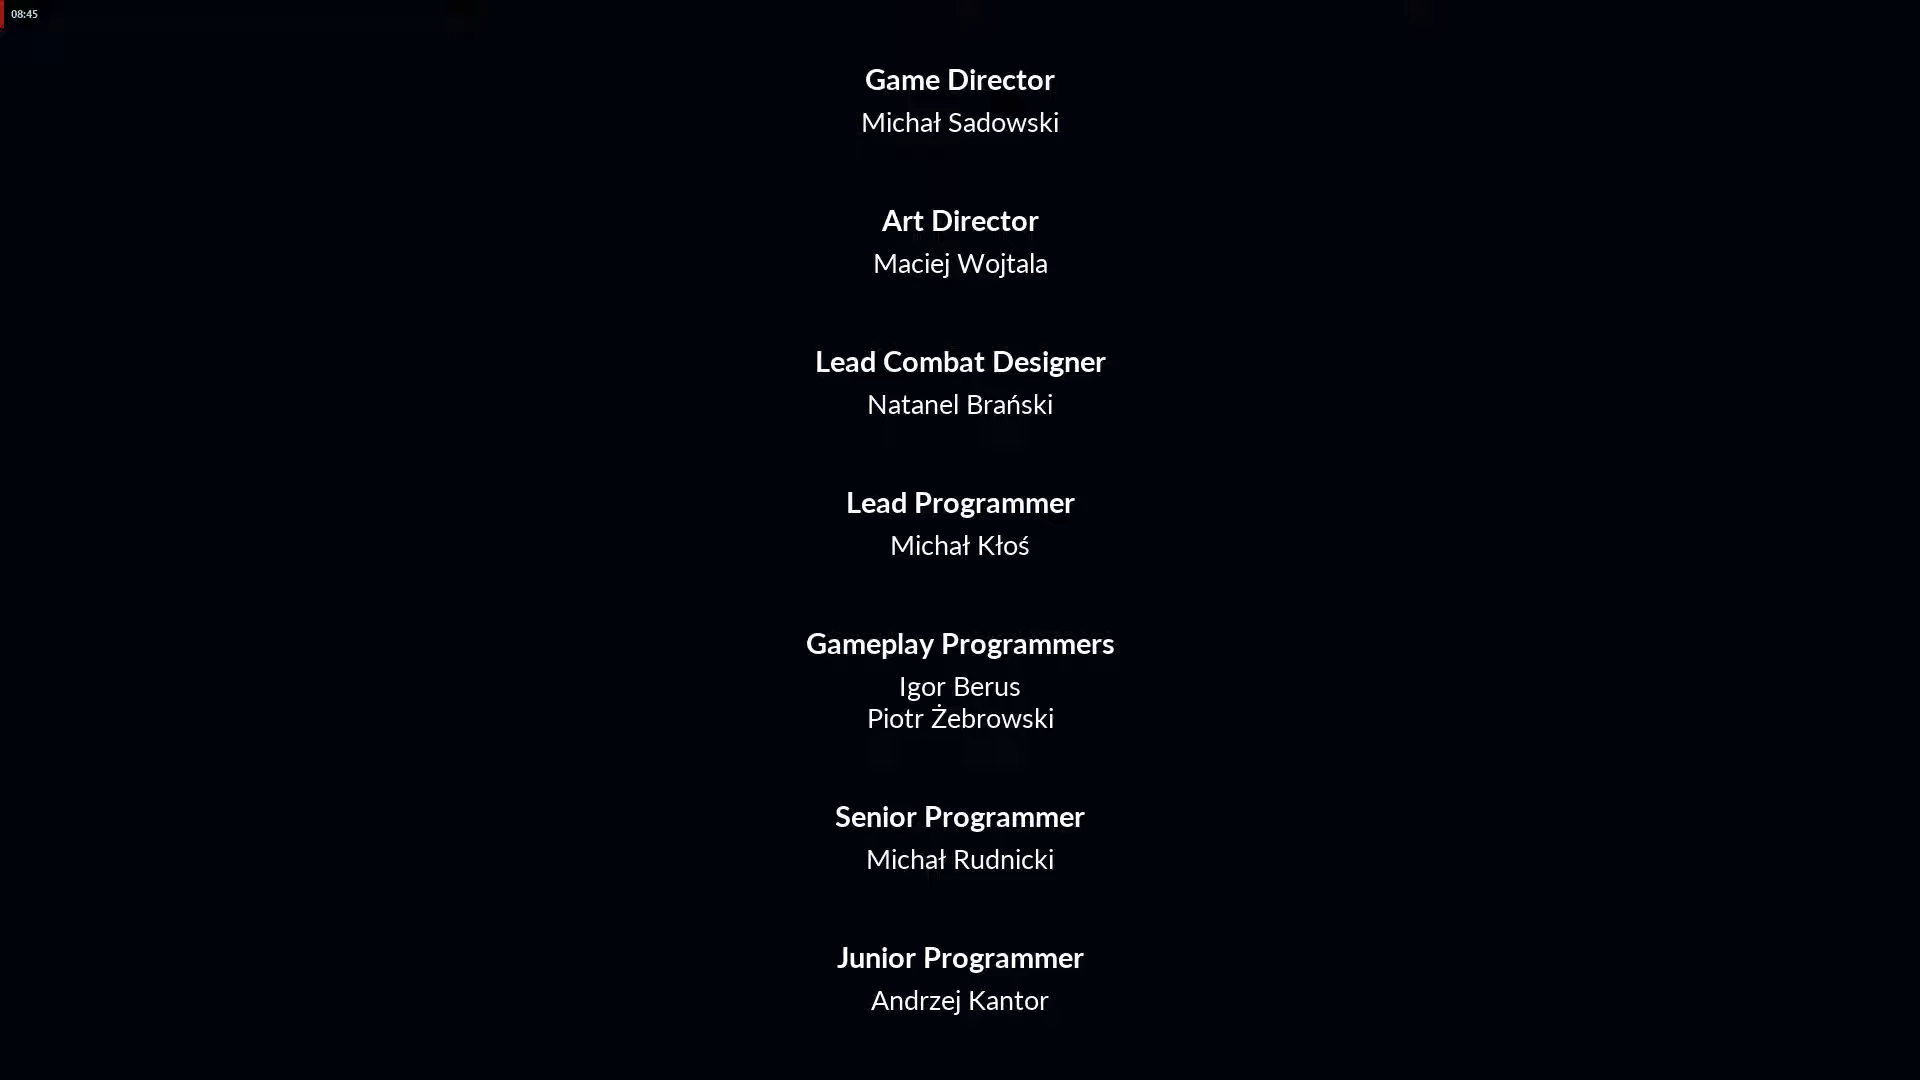 08:45
Game Director
Michał Sadowski
Art Director
Maciej Wojtala
Lead Combat Designer
Natanel Brański
Lead Programmer
Michał Kłoś
Gameplay Programmers
Igor Berus
Piotr Żebrowski
Senior Programmer
Michał Rudnicki
Junior Programmer
Andrzej Kantor